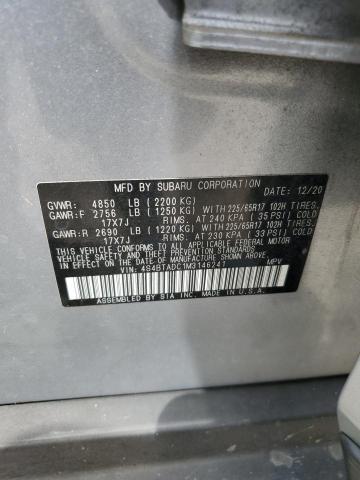 MFD BY SUBARU CORPORATION DATE: 12/20
GVWR: 4850 LB (2200 KG)
GAWR:F 2756 LB (1250 KG) WITH 225/65R17 102H TIRES,
17X7J RIMS. AT 240 KPA ( 35 PSI) COLD
GAWR:R 2690 LB (1220 KG) WITH 225/65R17 102H TIRES,
17X7J RIMS. AT 230 KPA ( 33 PSI) COLD
THIS VEHICLE CONFORMS TO ALL APPLICABLE FEDERAL MOTOR
VEHICLE SAFETY STANDARDS IN EFFECT ON THE DATE OF
MANUFACTURE SHOWN ABOVE.
VIN: 4S4BTADC1M3146241 MPV
ASSEMBLED BY SIA INC. MADE IN U.S.A.